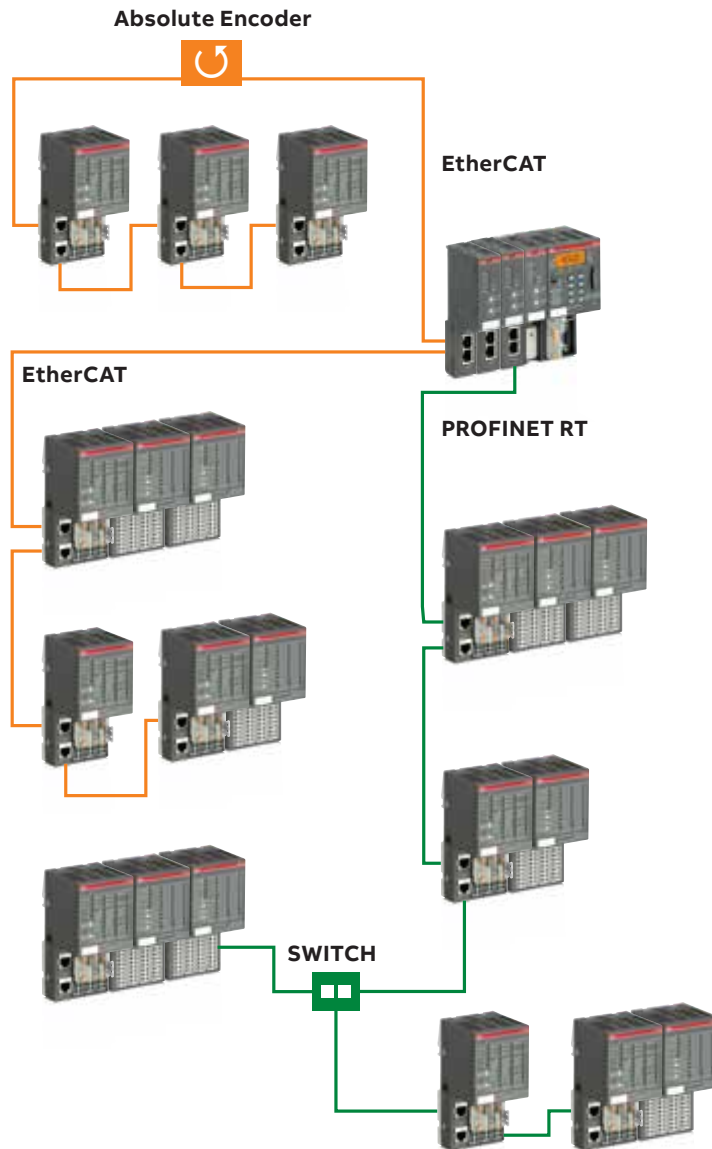 Absolute Encoder
EtherCAT
EtherCAT
PROFINET RT
SWITCH